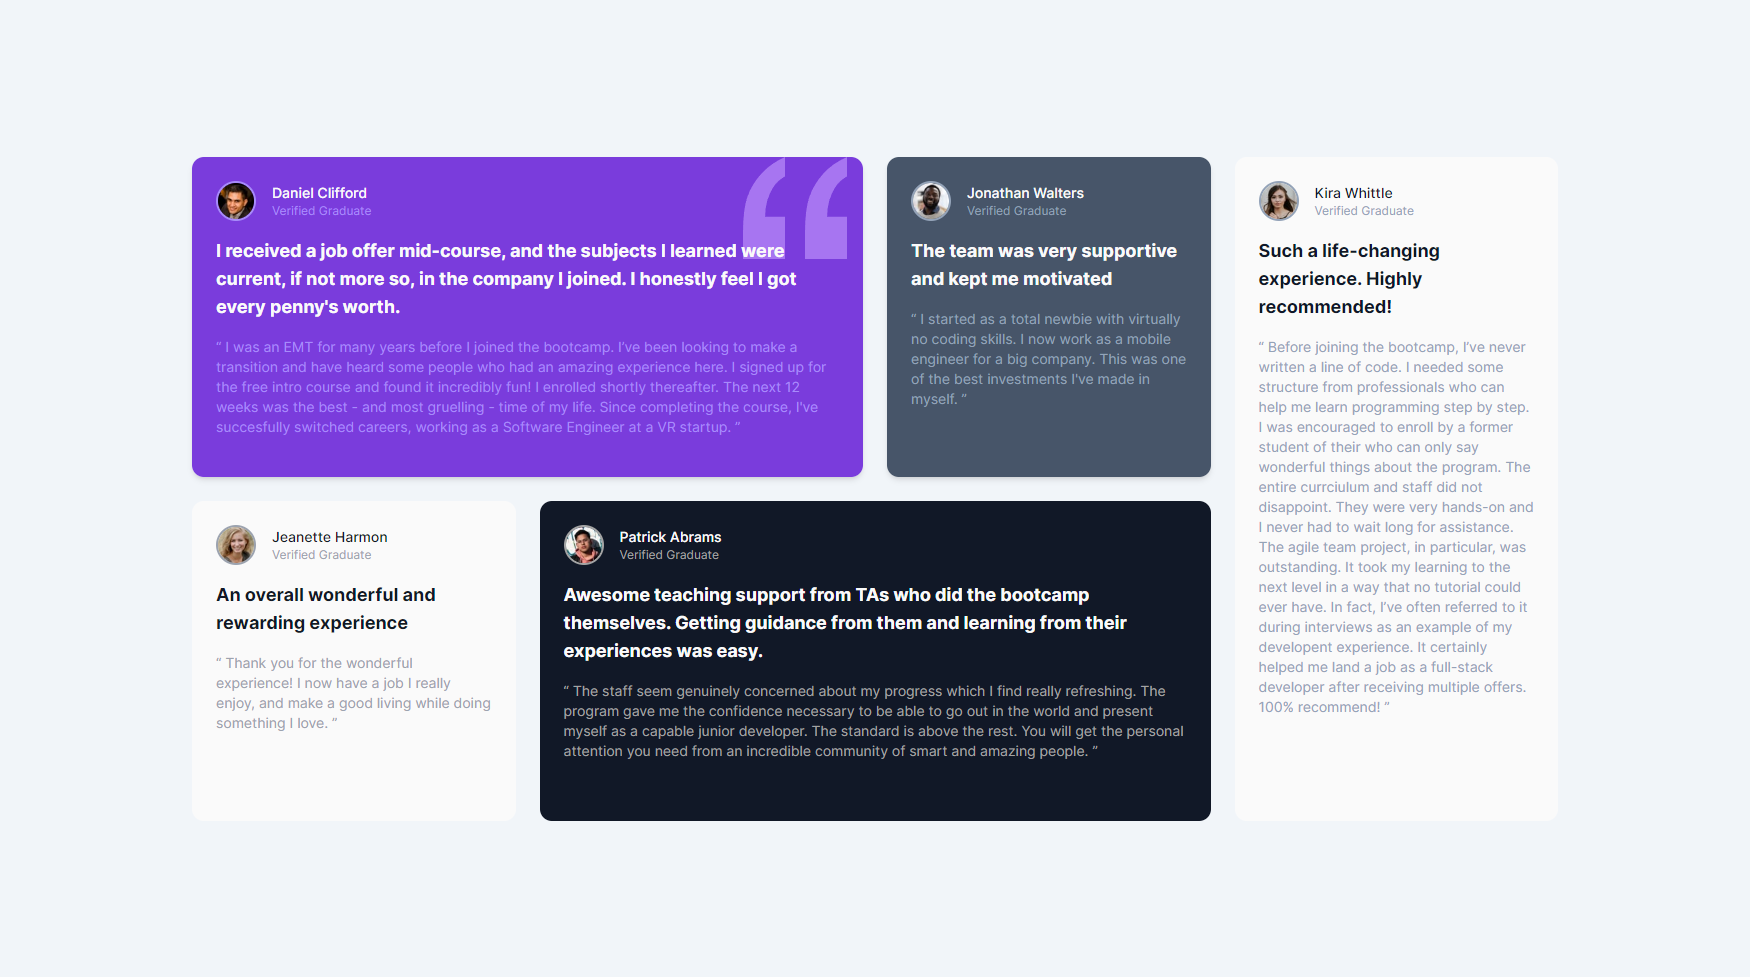 Daniel Clifford
Verified Graduate
I received a job offer mid-course, and the subjects I learned were
current, if not more so, in the company I joined. I honestly feel I got
every penny's worth.
“ I was an EMT for many years before I joined the bootcamp. I've been looking to make a
transition and have heard some people who had an amazing experience here. I signed up for
the free intro course and found it incredibly fun! I enrolled shortly thereafter. The next 12
weeks was the best - and most gruelling - time of my life. Since completing the course, I've
succesfully switched careers, working as a Software Engineer at a VR startup. ”
Jonathan Walters
Verified Graduate
The team was very supportive
and kept me motivated
“ I started as a total newbie with virtually
no coding skills. I now work as a mobile
engineer for a big company. This was one
of the best investments I've made in
myself. ”
Kira Whittle
Verified Graduate
Such a life-changing
experience. Highly
recommended!
“ Before joining the bootcamp, I've never
written a line of code. I needed some
structure from professionals who can
help me learn programming step by step.
I was encouraged to enroll by a former
student of their who can only say
wonderful things about the program. The
entire currciulum and staff did not
disappoint. They were very hands-on and
I never had to wait long for assistance.
The agile team project, in particular, was
outstanding. It took my learning to the
next level in a way that no tutorial could
ever have. In fact, I've often referred to it
during interviews as an example of my
developent experience. It certainly
helped me land a job as a full-stack
developer after receiving multiple offers.
100% recommend! ”
Jeanette Harmon
Verified Graduate
An overall wonderful and
rewarding experience
“ Thank you for the wonderful
experience! I now have a job I really
enjoy, and make a good living while doing
something I love. ”
Patrick Abrams
Verified Graduate
Awesome teaching support from TAs who did the bootcamp
themselves. Getting guidance from them and learning from their
experiences was easy.
“ The staff seem genuinely concerned about my progress which I find really refreshing. The
program gave me the confidence necessary to be able to go out in the world and present
myself as a capable junior developer. The standard is above the rest. You will get the personal
attention you need from an incredible community of smart and amazing people. ”